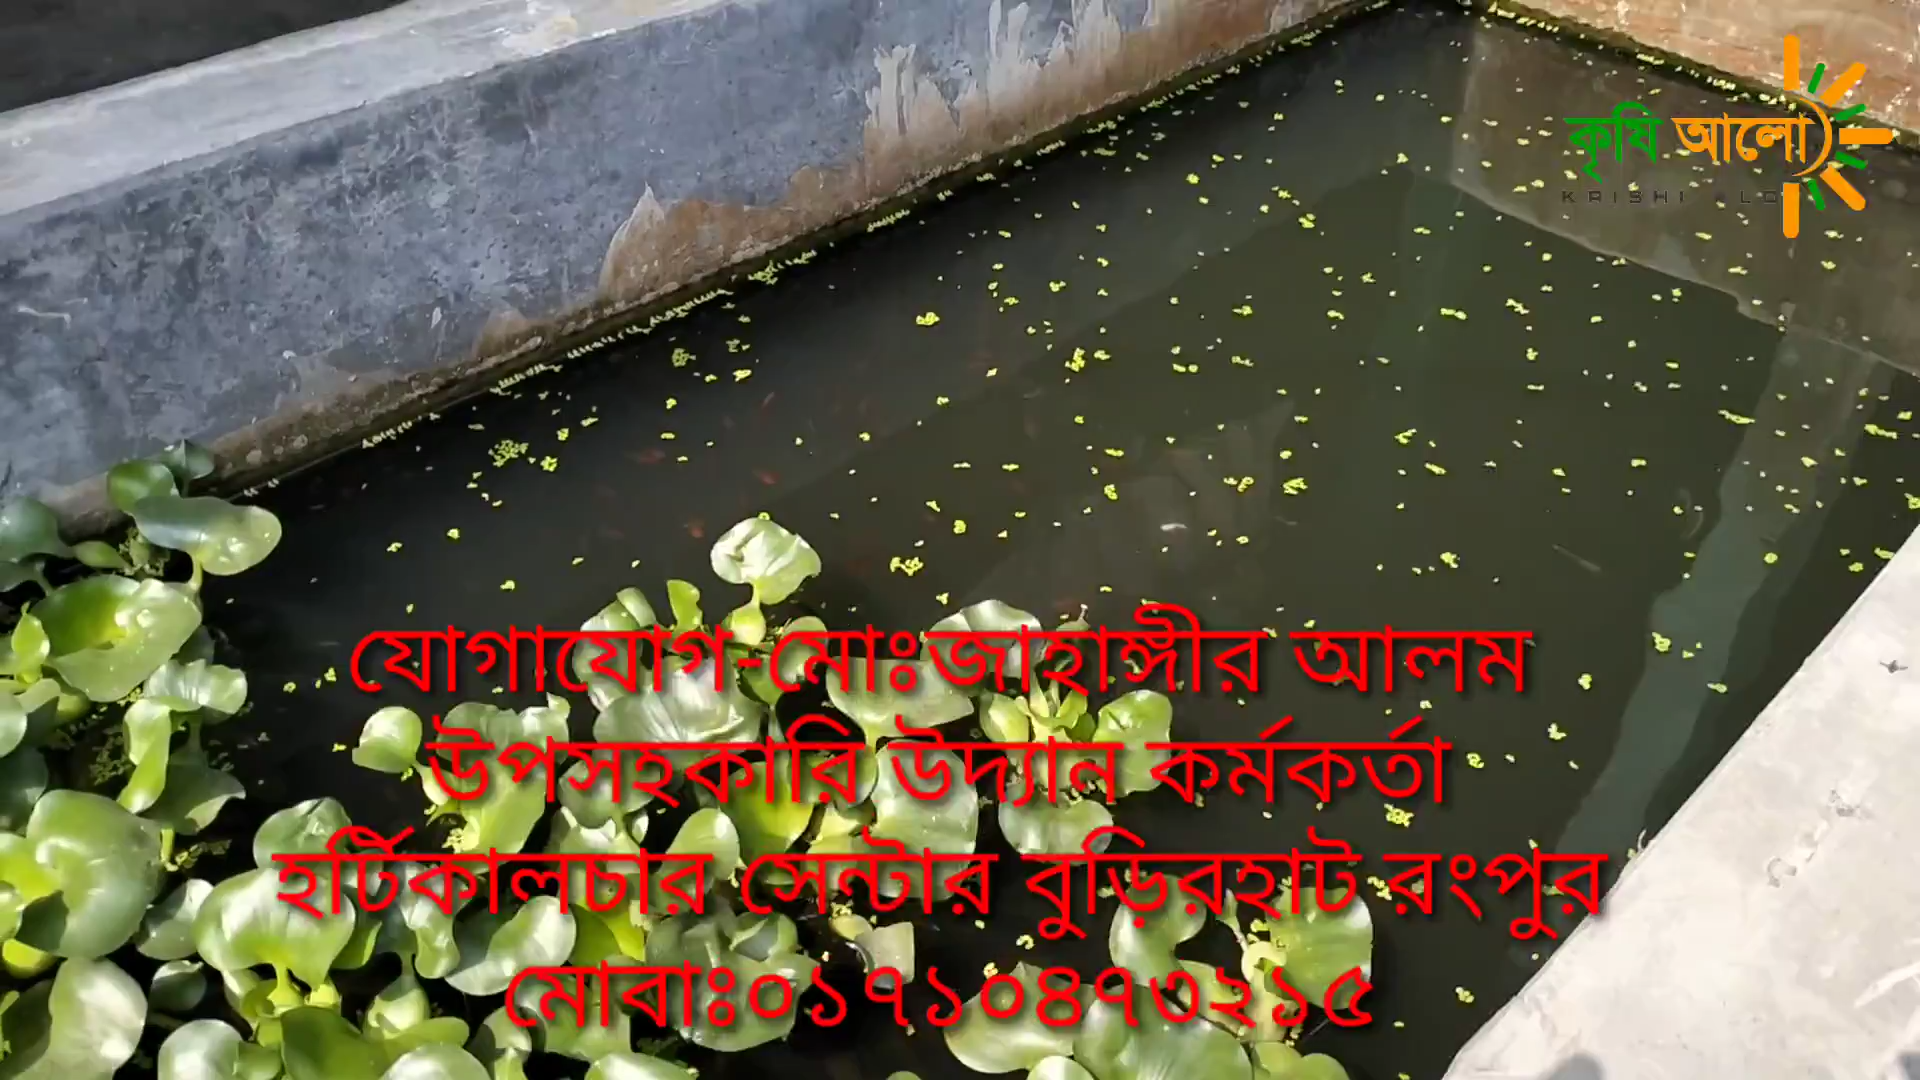 কৃষি আলো
KRISHI ALO
যোগাযোগ-মোঃজাহাঙ্গীর আলম
উপসহকারি উদ্যান কর্মকর্তা
হর্টিকালচার সেন্টার বুড়িরহাট রংপুর
মোবাঃ০১৭১০৪৭৩২১৫